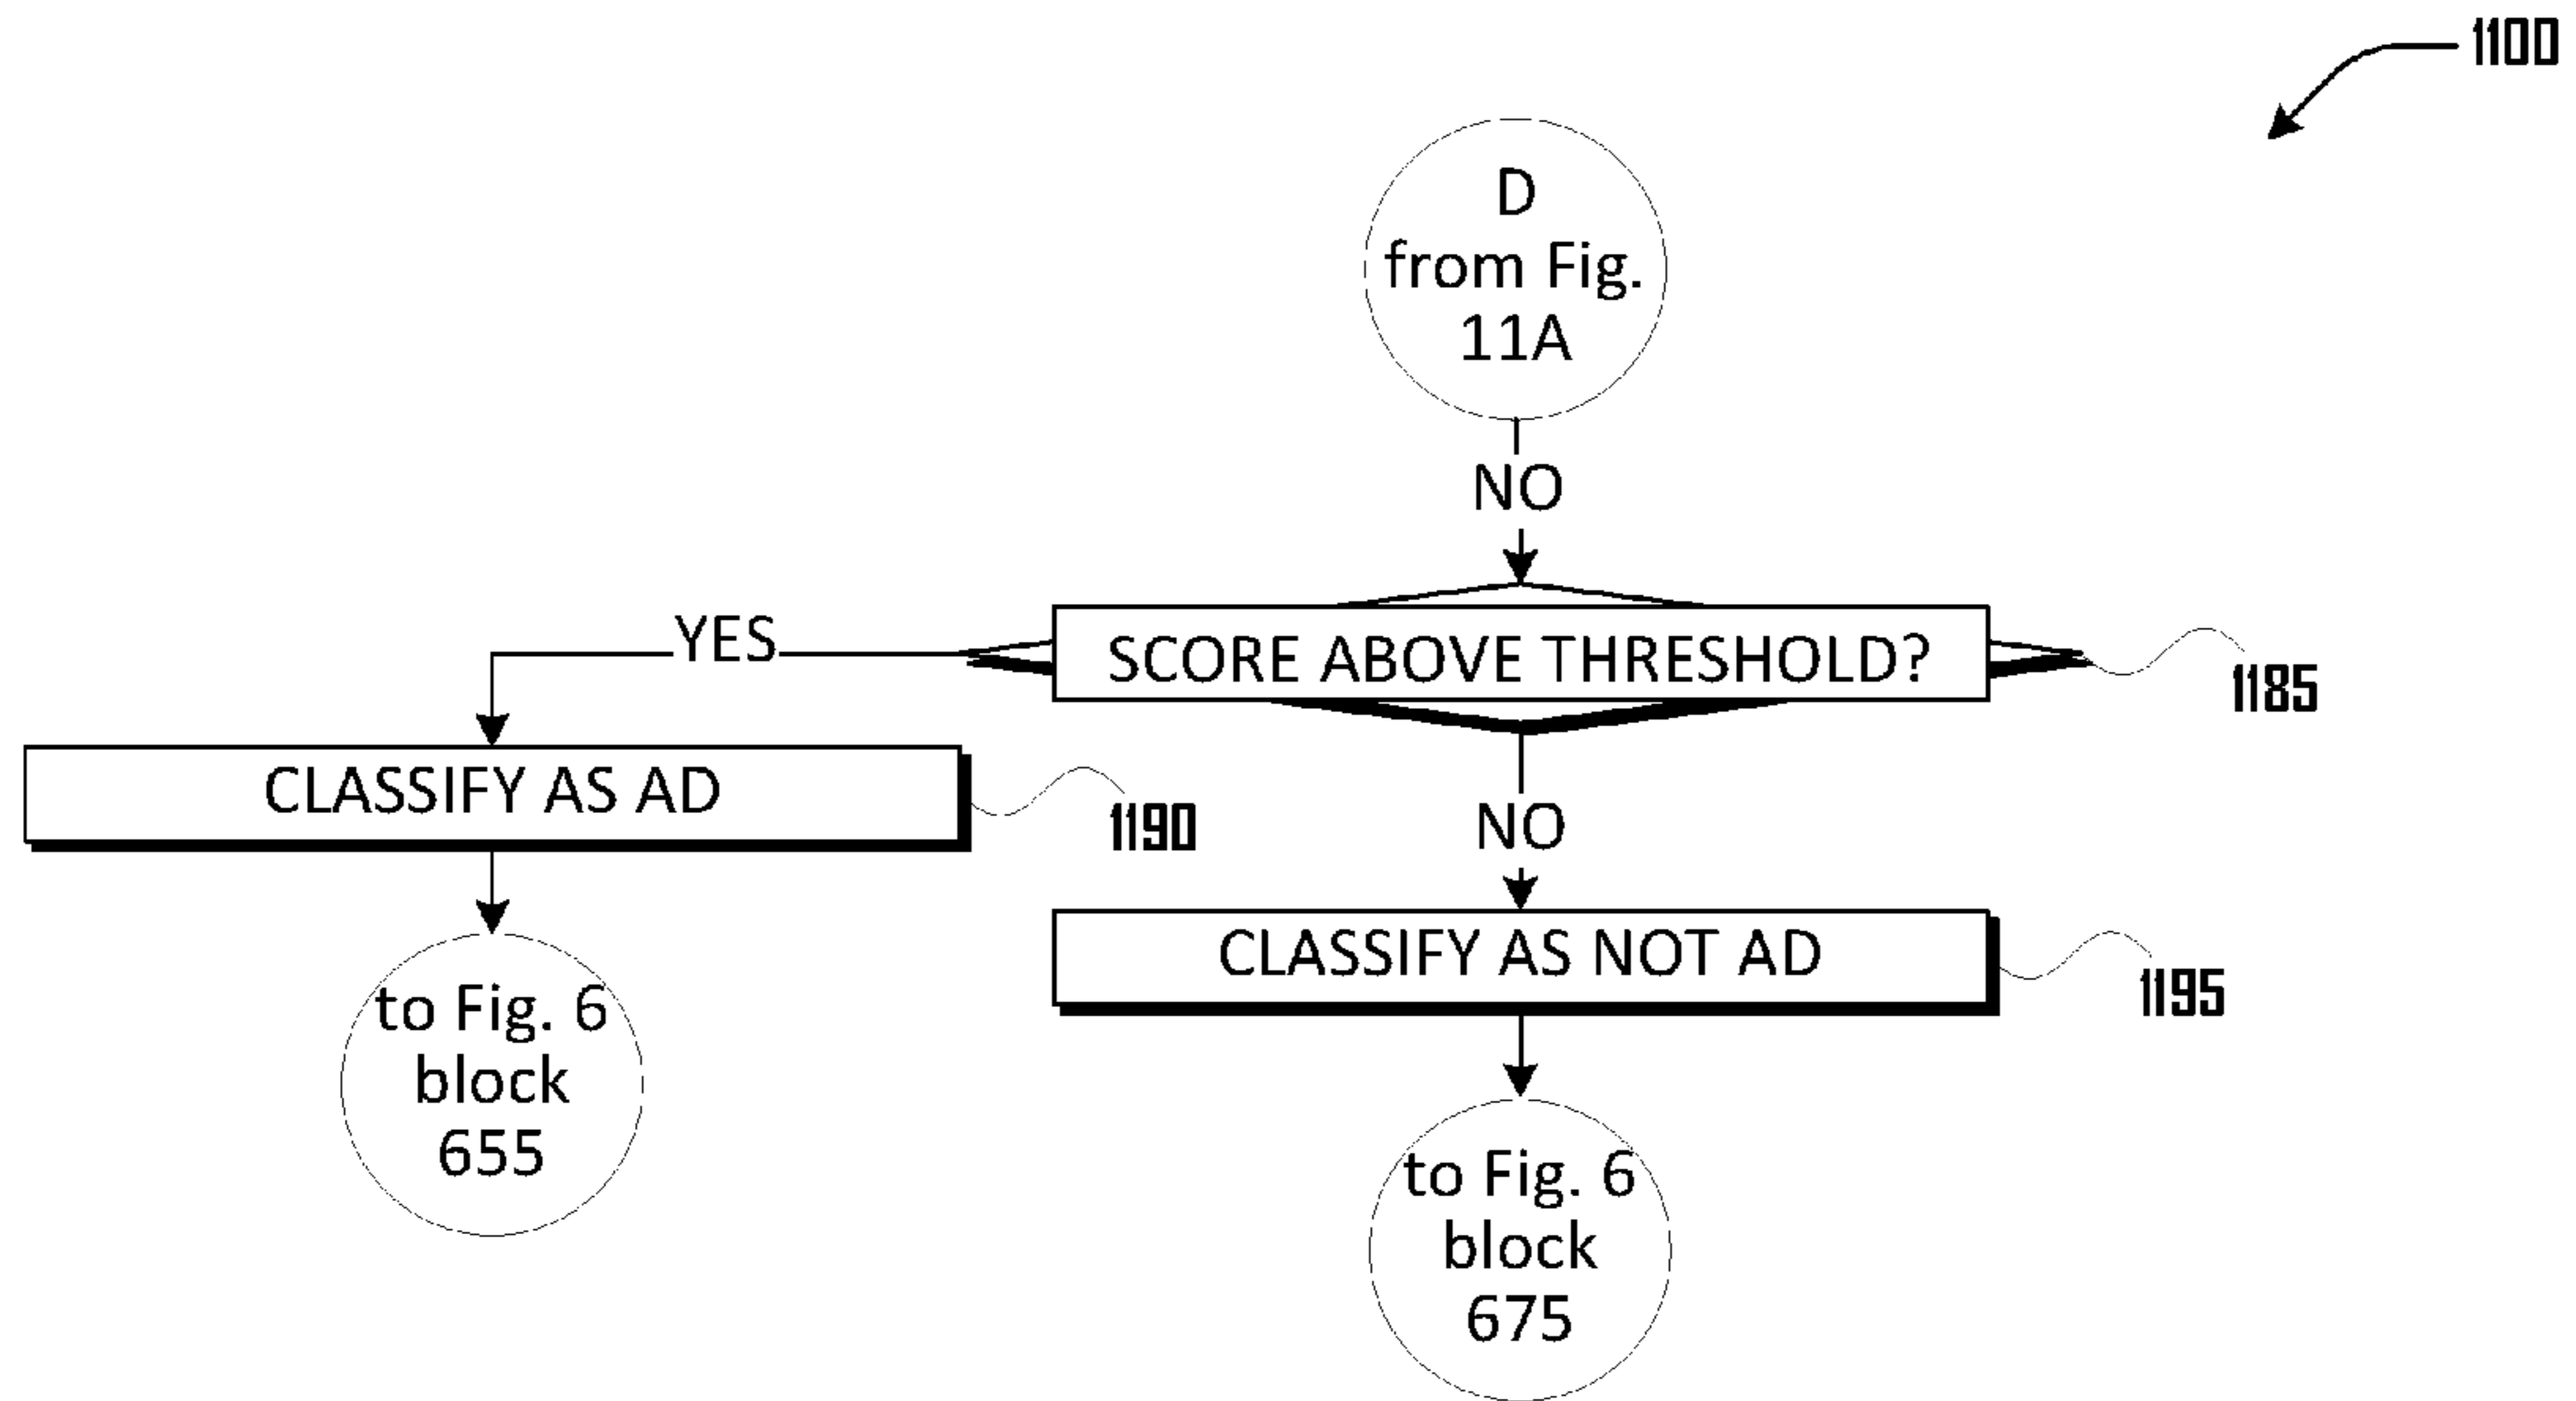 1100
D
from Fig.
11A
NO
YES
SCORE ABOVE THRESHOLD?
1185
CLASSIFY AS AD
1190
NO
CLASSIFY AS NOT AD
1195
to Fig. 6
block
655
to Fig. 6
block
675